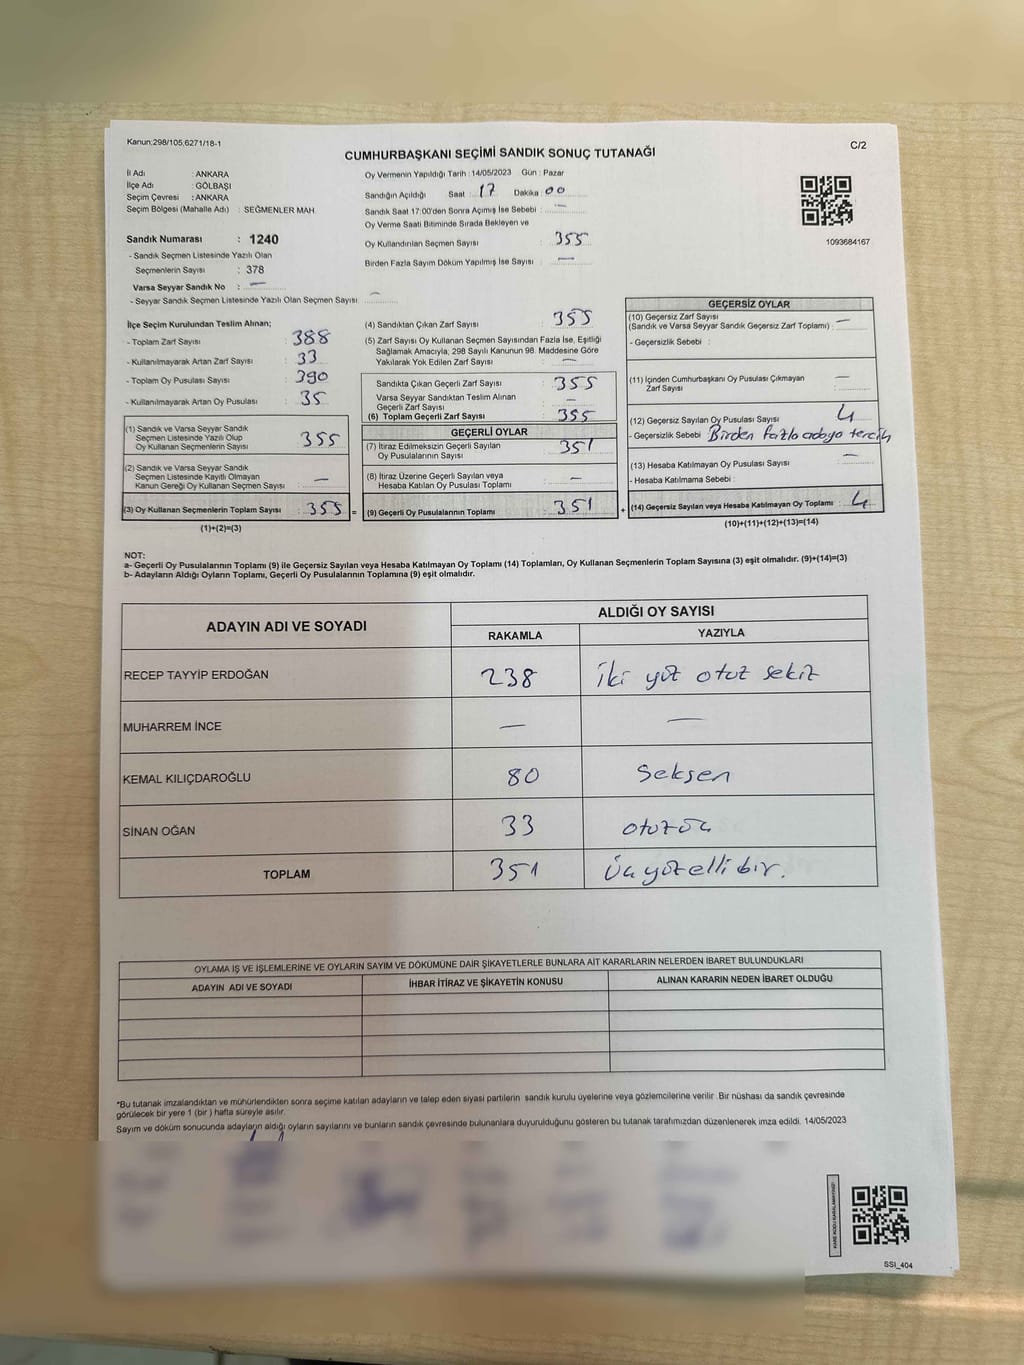 Kanun:298/105,6271/18-1
C/2
CUMHURBAŞKANI SEÇİMİ SANDIK SONUÇ TUTANAĞI
İl Adı : ANKARA
İlçe Adı : GÖLBAŞI
Seçim Çevresi : ANKARA
Seçim Bölgesi (Mahalle Adı) : SEĞMENLER MAH.
Sandık Numarası : 1240
- Sandık Seçmen Listesinde Yazılı Olan
Seçmenlerin Sayısı : 378
Varsa Seyyar Sandık No : —
- Seyyar Sandık Seçmen Listesinde Yazılı Olan Seçmen Sayısı: —
Oy Vermenin Yapıldığı Tarih : 14/05/2023 Gün : Pazar
Sandığın Açıldığı Saat 17 Dakika : 00
Sandık Saat 17:00'den Sonra Açımış İse Sebebi : —
Oy Verme Saati Bitiminde Sırada Bekleyen ve
Oy Kullandırılan Seçmen Sayısı : 355
Birden Fazla Sayım Döküm Yapılmış İse Sayısı : —
1093684167
İlçe Seçim Kurulundan Teslim Alınan;
- Toplam Zarf Sayısı : 388
- Kullanılmayarak Artan Zarf Sayısı : 33
- Toplam Oy Pusulası Sayısı : 390
- Kullanılmayarak Artan Oy Pusulası : 35
(1) Sandık ve Varsa Seyyar Sandık
Seçmen Listesinde Yazılı Olup
Oy Kullanan Seçmenlerin Sayısı : 355
(2) Sandık ve Varsa Seyyar Sandık
Seçmen Listesinde Kayıtlı Olmayan
Kanun Gereği Oy Kullanan Seçmen Sayısı : —
(3) Oy Kullanan Seçmenlerin Toplam Sayısı : 355 =
(1)+(2)=(3)
(4) Sandıktan Çıkan Zarf Sayısı : 355
(5) Zarf Sayısı Oy Kullanan Seçmen Sayısından Fazla İse, Eşitliği
Sağlamak Amacıyla, 298 Sayılı Kanunun 98. Maddesine Göre
Yakılarak Yok Edilen Zarf Sayısı : —
Sandıkta Çıkan Geçerli Zarf Sayısı : 355
Varsa Seyyar Sandıktan Teslim Alınan
Geçerli Zarf Sayısı : —
(6) Toplam Geçerli Zarf Sayısı : 355
GEÇERLİ OYLAR
(7) İtiraz Edilmeksizin Geçerli Sayılan
Oy Pusulalarının Sayısı : 351
(8) İtiraz Üzerine Geçerli Sayılan veya
Hesaba Katılan Oy Pusulası Toplamı : —
(9) Geçerli Oy Pusulalarının Toplamı : 351 +
GEÇERSİZ OYLAR
(10) Geçersiz Zarf Sayısı
(Sandık ve Varsa Seyyar Sandık Geçersiz Zarf Toplamı) : —
- Geçersizlik Sebebi :
(11) İçinden Cumhurbaşkanı Oy Pusulası Çıkmayan
Zarf Sayısı : —
(12) Geçersiz Sayılan Oy Pusulası Sayısı : 4
- Geçersizlik Sebebi Birden fazla adaya tercih
(13) Hesaba Katılmayan Oy Pusulası Sayısı : —
- Hesaba Katılmama Sebebi :
(14) Geçersiz Sayılan veya Hesaba Katılmayan Oy Toplamı : 4
(10)+(11)+(12)+(13)=(14)
NOT:
a- Geçerli Oy Pusulalarının Toplamı (9) ile Geçersiz Sayılan veya Hesaba Katılmayan Oy Toplamı (14) Toplamları, Oy Kullanan Seçmenlerin Toplam Sayısına (3) eşit olmalıdır. (9)+(14)=(3)
b- Adayların Aldığı Oyların Toplamı, Geçerli Oy Pusulalarının Toplamına (9) eşit olmalıdır.
ADAYIN ADI VE SOYADI
ALDIĞI OY SAYISI
RAKAMLA YAZIYLA
RECEP TAYYİP ERDOĞAN 238 iki yüz otuz sekiz
MUHARREM İNCE — —
KEMAL KILIÇDAROĞLU 80 seksen
SİNAN OĞAN 33 otuzüç
TOPLAM 351 üçyüzellibir.
OYLAMA İŞ VE İŞLEMLERİNE VE OYLARIN SAYIM VE DÖKÜMÜNE DAİR ŞİKAYETLERLE BUNLARA AİT KARARLARIN NELERDEN İBARET BULUNDUKLARI
ADAYIN ADI VE SOYADI İHBAR İTİRAZ VE ŞİKAYETİN KONUSU ALINAN KARARIN NEDEN İBARET OLDUĞU
*Bu tutanak imzalandıktan ve mühürlendikten sonra seçime katılan adayların ve talep eden siyasi partilerin sandık kurulu üyelerine veya gözlemcilerine verilir. Bir nüshası da sandık çevresinde
görülecek bir yere 1 (bir) hafta süreyle asılır.
Sayım ve döküm sonucunda adayların aldığı oyların sayılarını ve bunların sandık çevresinde bulunanlara duyurulduğunu gösteren bu tutanak tarafımızdan düzenlenerek imza edildi. 14/05/2023
SSI_404